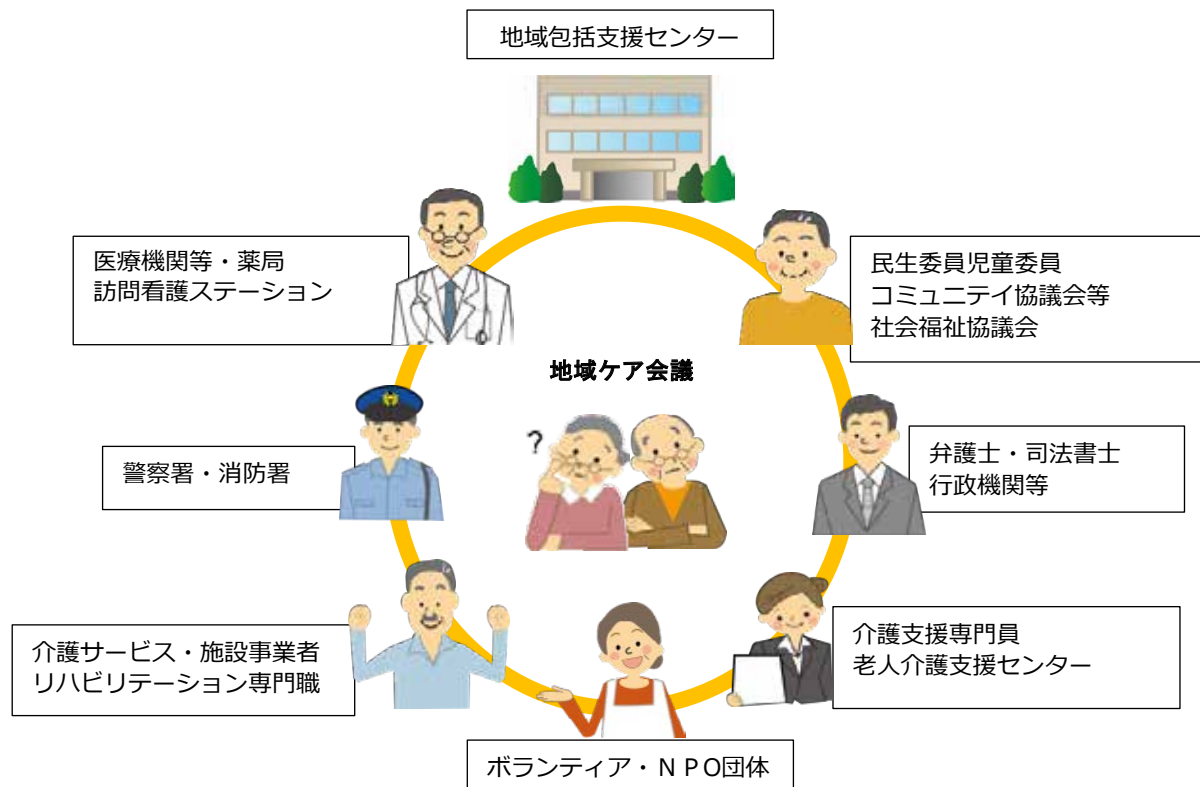 地域包括支援センター
医療機関等・薬局
訪問看護ステーション
民生委員児童委員
コミュニテイ協議会等
社会福祉協議会
地域ケア会議
?
警察署・消防署
弁護士・司法書士
行政機関等
介護サービス・施設事業者
リハビリテーション専門職
介護支援専門員
老人介護支援センター
ボランティア・ＮＰＯ団体